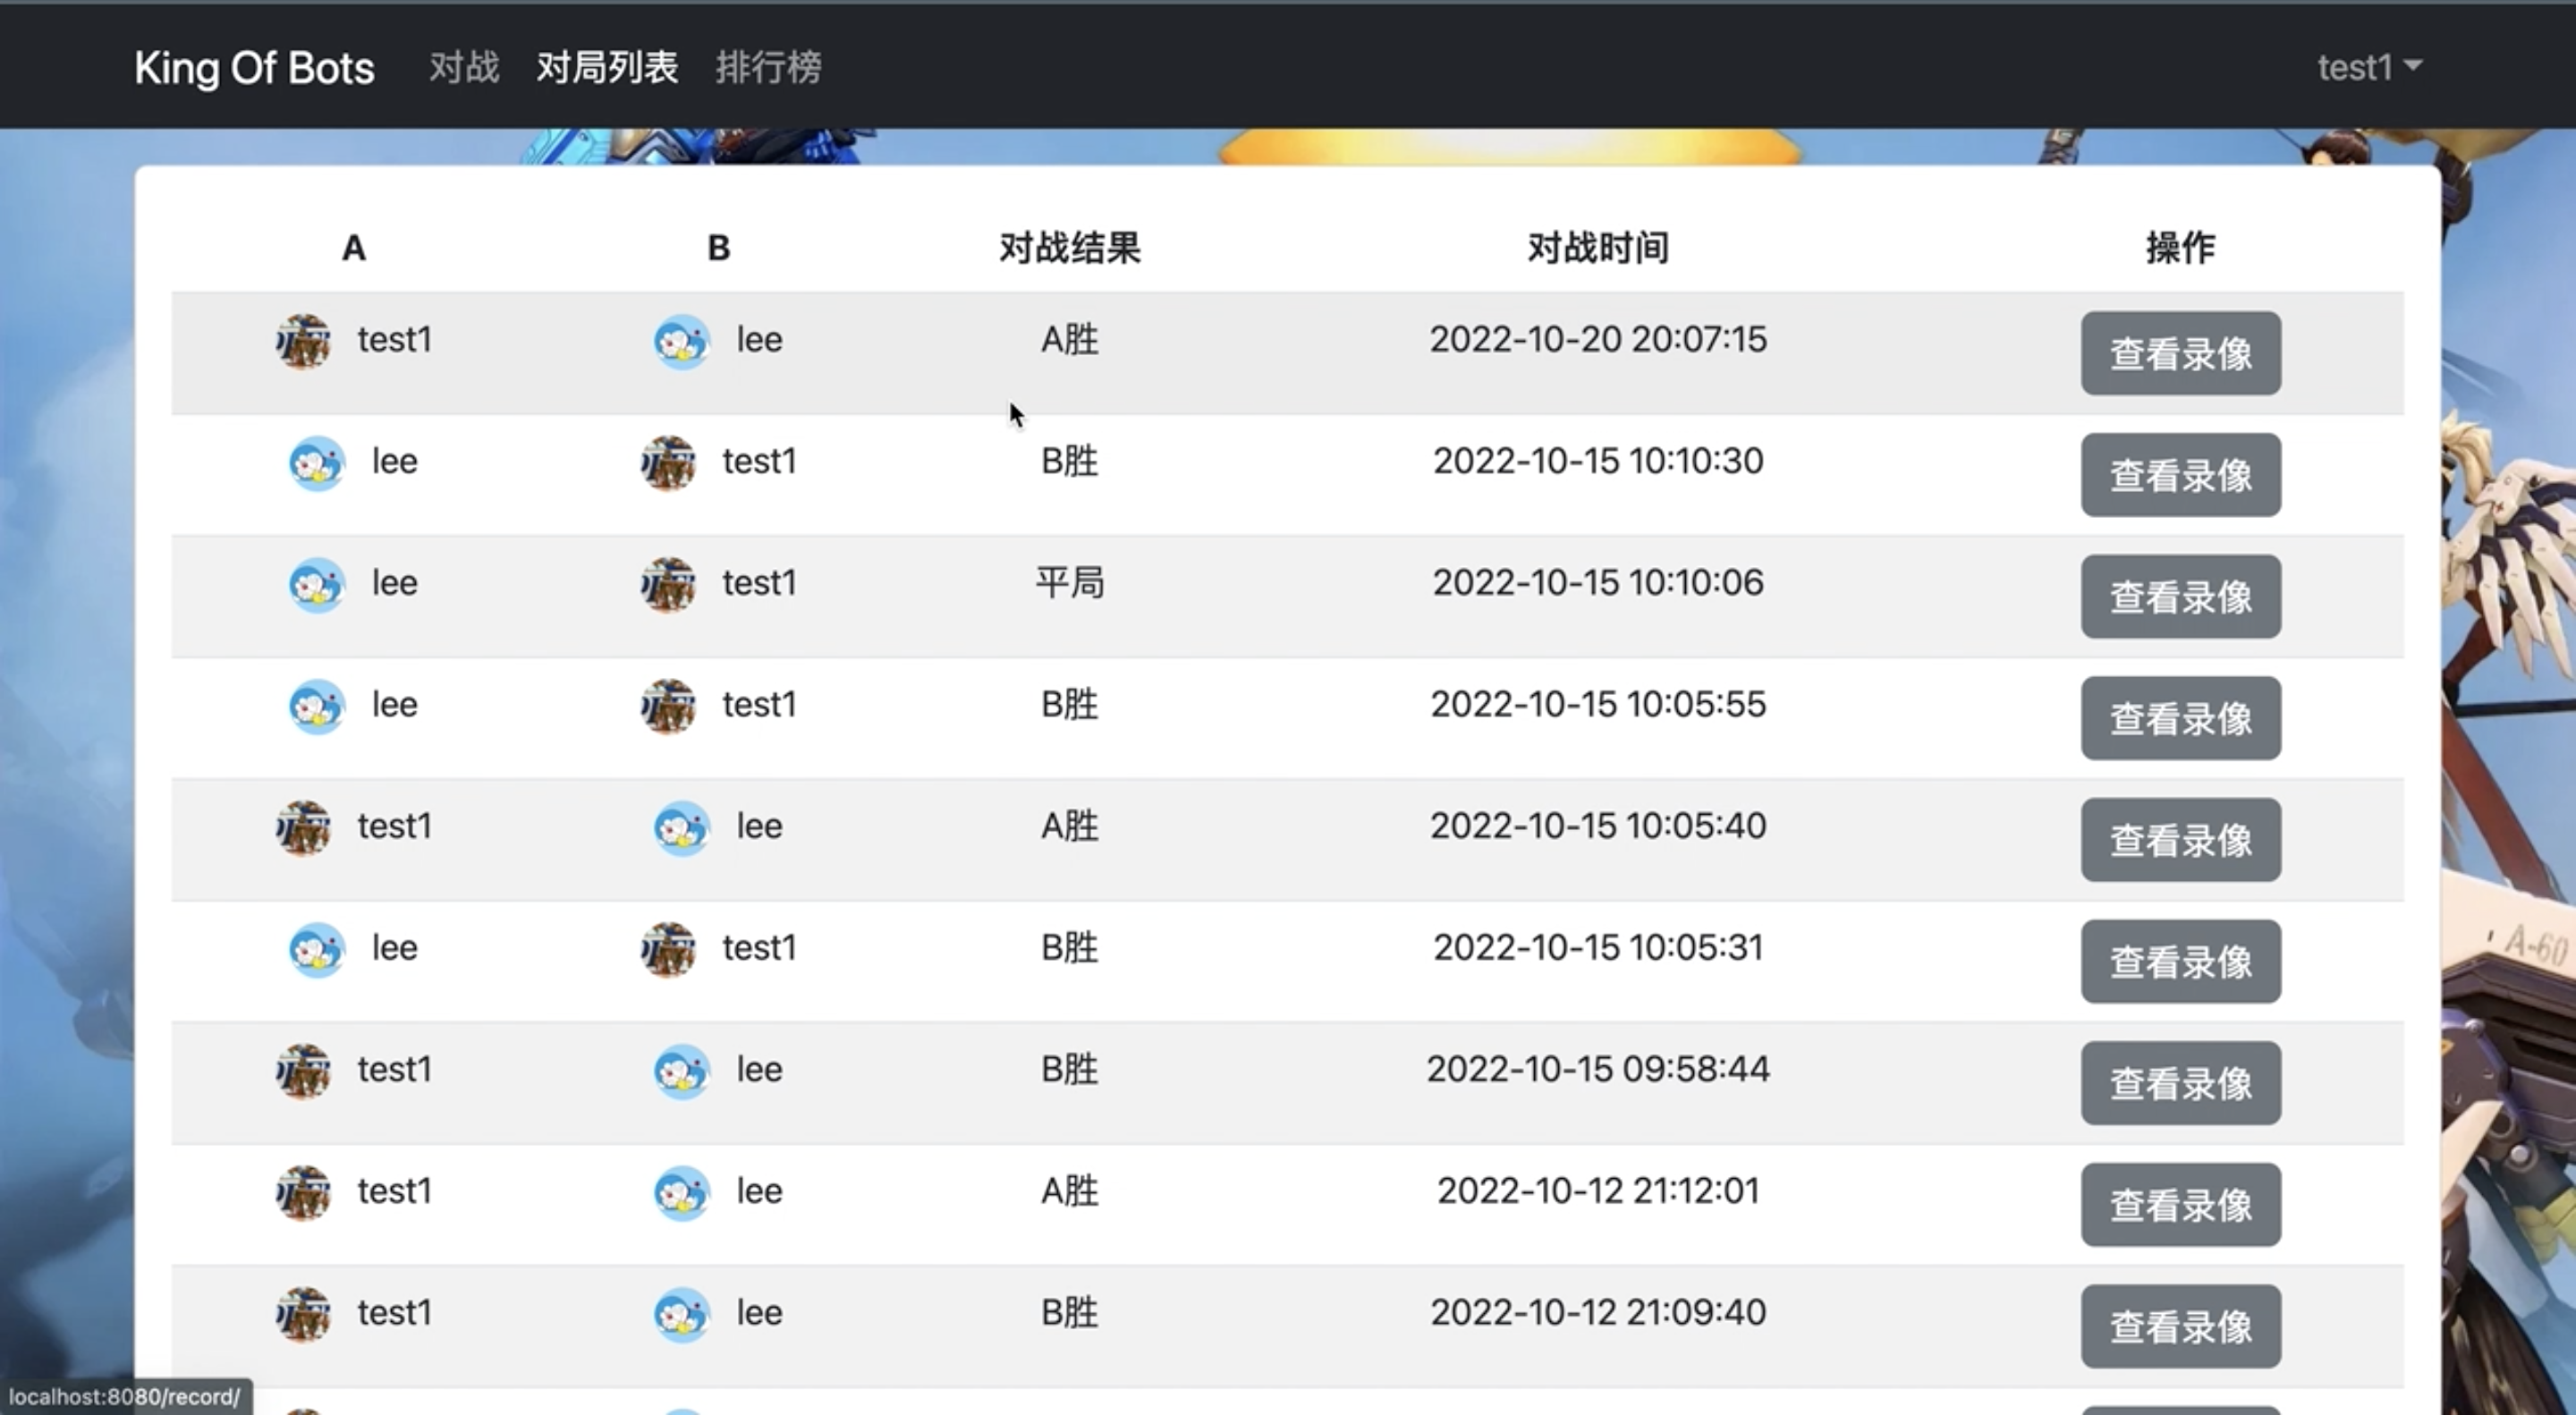 King Of Bots 对战 对局列表 排行榜 test1
A B 对战结果 对战时间 操作
test1 lee A胜 2022-10-20 20:07:15 查看录像
lee test1 B胜 2022-10-15 10:10:30 查看录像
lee test1 平局 2022-10-15 10:10:06 查看录像
lee test1 B胜 2022-10-15 10:05:55 查看录像
test1 lee A胜 2022-10-15 10:05:40 查看录像
lee test1 B胜 2022-10-15 10:05:31 查看录像
A-60
test1 lee B胜 2022-10-15 09:58:44 查看录像
test1 lee A胜 2022-10-12 21:12:01 查看录像
test1 lee B胜 2022-10-12 21:09:40 查看录像
localhost:8080/record/